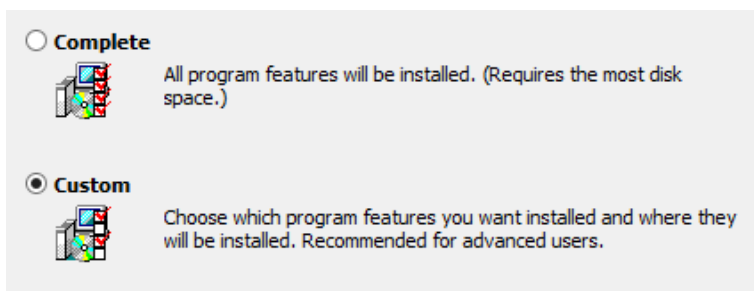 Complete
All program features will be installed. (Requires the most disk
space.)
Custom
Choose which program features you want installed and where they
will be installed. Recommended for advanced users.